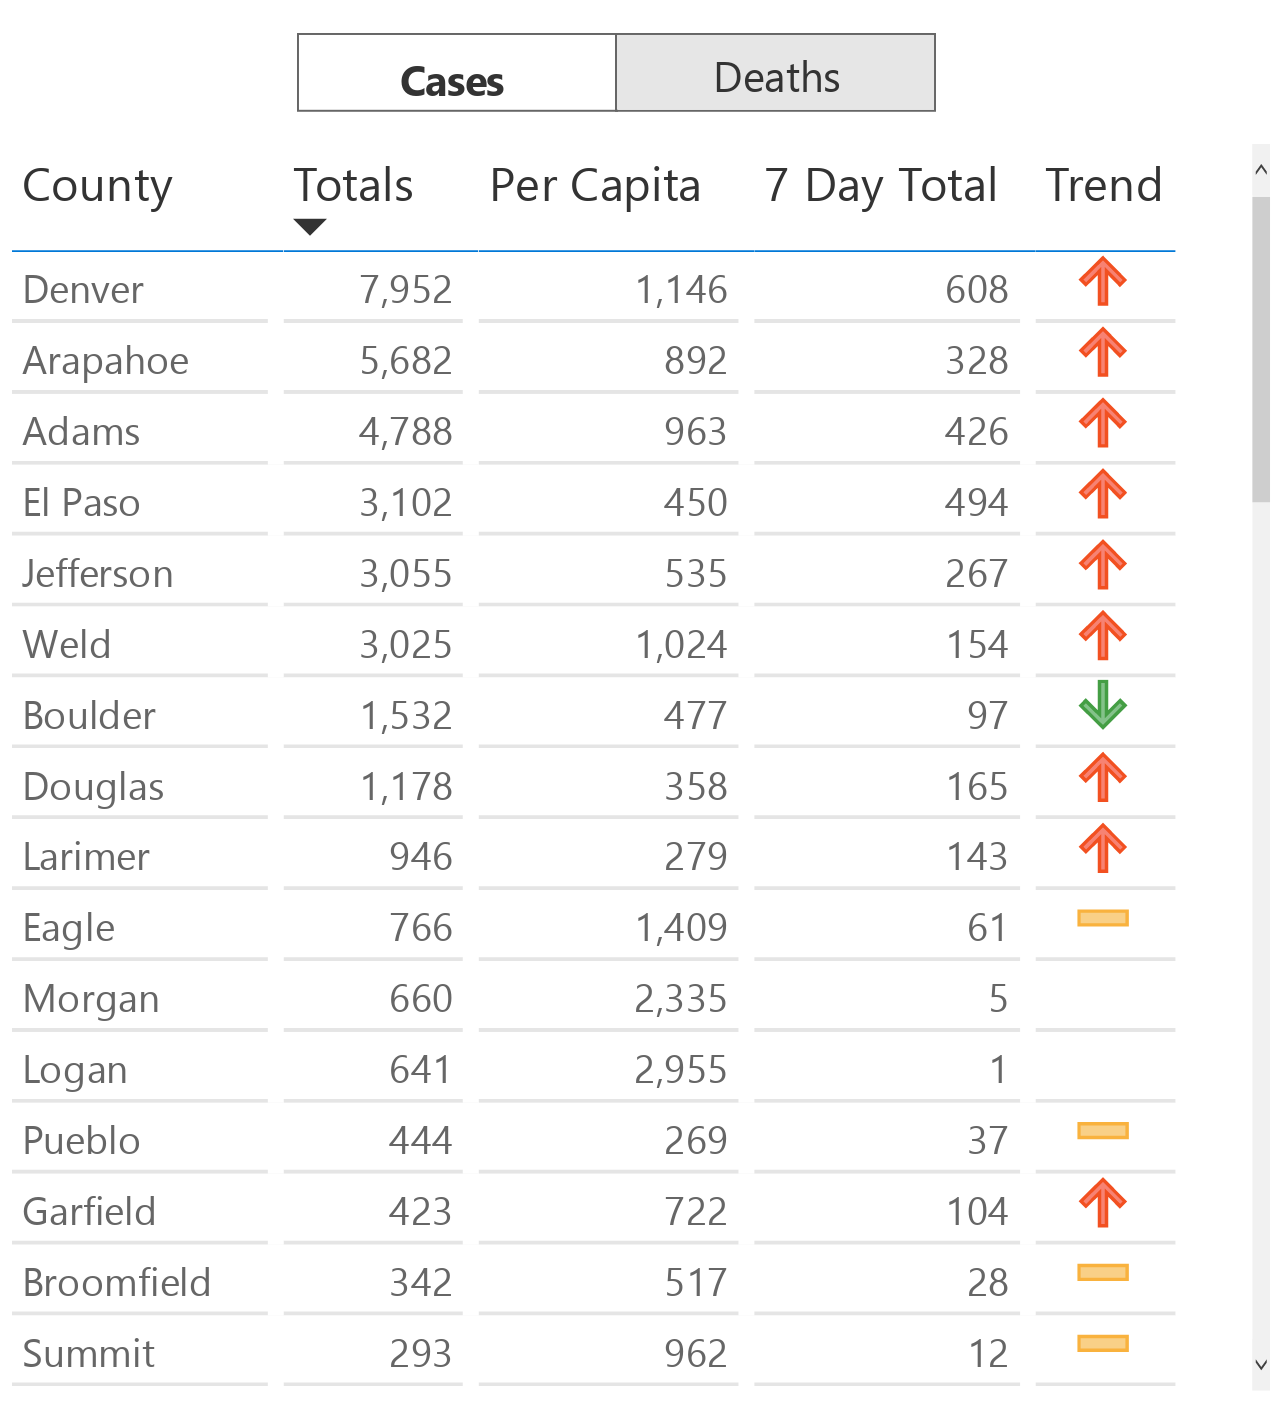 Cases Deaths
County Totals Per Capita 7 Day Total Trend
Denver 7,952 1,146 608
Arapahoe 5,682 892 328
Adams 4,788 963 426
El Paso 3,102 450 494
Jefferson 3,055 535 267
Weld 3,025 1,024 154
Boulder 1,532 477 97
Douglas 1,178 358 165
Larimer 946 279 143
Eagle 766 1,409 61
Morgan 660 2,335 5
Logan 641 2,955 1
Pueblo 444 269 37
Garfield 423 722 104
Broomfield 342 517 28
Summit 293 962 12